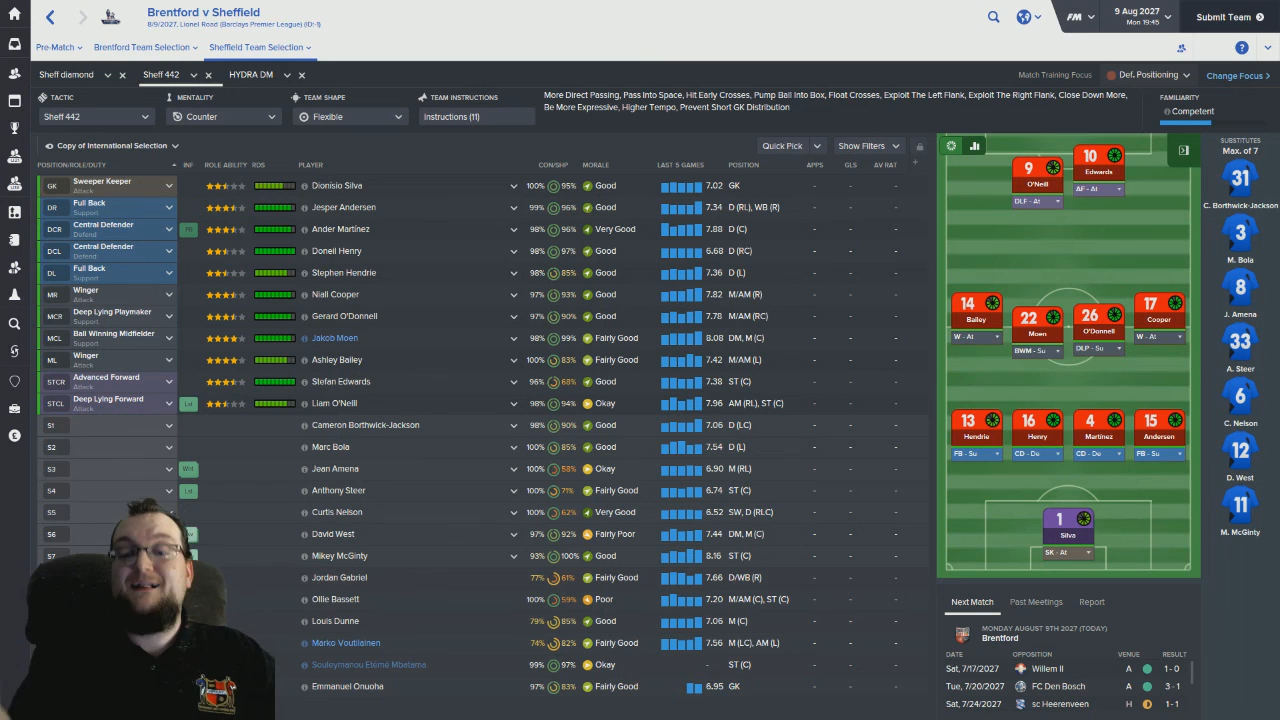 Brentford v Sheffield
8/9/2027, Lionel Road (Barclays Premier League) (ID:-1)
FM
9 Aug 2027
Mon 19:45
Submit Team
Pre-Match
Brentford Team Selection
Sheffield Team Selection
?
Sheff diamond
Sheff 442
HYDRA DM
Match Training Focus
Def. Positioning
Change Focus >
TACTIC
MENTALITY
TEAM SHAPE
TEAM INSTRUCTIONS
Sheff 442
Counter
Flexible
Instructions (11)
More Direct Passing, Pass Into Space, Hit Early Crosses, Pump Ball Into Box, Float Crosses, Exploit The Left Flank, Exploit The Right Flank, Close Down More,
Be More Expressive, Higher Tempo, Prevent Short GK Distribution
FAMILIARITY
Competent
Copy of International Selection
Quick Pick
Show Filters
POSITION/ROLE/DUTY INF ROLE ABILITY RDS PLAYER CON/SHP MORALE LAST 5 GAMES POSITION APPS GLS AV RAT
GK Sweeper Keeper Attack Dionísio Silva 100% 95% Good 7.02 GK
DR Full Back Support Jesper Andersen 99% 96% Good 7.34 D (RL), WB (R)
DCR Central Defender Defend PR Ander Martínez 98% 96% Very Good 7.88 D (RC)
DCL Central Defender Defend Donell Henry 98% 97% Good 6.68 D (RC)
DL Full Back Support Stephen Hendrie 98% 85% Good 7.36 D (L)
MR Winger Attack Niall Cooper 97% 93% Good 7.82 M/AM (R)
MCR Deep Lying Playmaker Support Gerard O'Donnell 97% 90% Good 7.78 M/AM (RC)
MCL Ball Winning Midfielder Support Jakob Moen 98% 99% Fairly Good 8.08 DM, M (C)
ML Winger Attack Ashley Bailey 100% 83% Fairly Good 7.42 M/AM (L)
STCR Advanced Forward Attack Stefan Edwards 96% 68% Good 7.38 ST (C)
STCL Deep Lying Forward Attack Lst Liam O'Neill 98% 94% Okay 7.96 AM (RL), ST (C)
S1 Cameron Borthwick-Jackson 98% 90% Good 7.06 D (LC)
S2 Marc Bola 100% 85% Good 7.54 D (L)
S3 Wnt Jean Amena 100% 58% Okay 6.90 M (RL)
S4 Lst Anthony Steer 100% 71% Fairly Good 6.74 ST (C)
S5 Curtis Nelson 100% 62% Very Good 6.52 SW, D (RLC)
S6 David West 97% 92% Fairly Poor 7.44 DM, M (C)
S7 Mikey McGinty 93% 100% Good 8.16 ST (C)
Jordan Gabriel 77% 61% Fairly Good 7.66 D/WB (R)
Ollie Bassett 100% 59% Poor 7.20 M/AM (C), ST (C)
Louis Dunne 79% 85% Good 7.06 M (C)
Marko Voutilainen 74% 82% Fairly Good 7.56 M (LC), AM (L)
Souleymanou Etémé Mbatama 99% 97% Okay - ST (C)
Emmanuel Onuoha 97% 83% Fairly Good 6.95 GK
10
Edwards
AF - At
9
O'Neill
DLF - At
14 22 26 17
Bailey Moen O'Donnell Cooper
W - At BWM - Su DLP - Su W - At
13 16 4 15
Hendrie Henry Martínez Andersen
FB - Su CD - De CD - De FB - Su
1
Silva
SK - At
SUBSTITUTES
Max. of 7
31
C. Borthwick-Jackson
3
M. Bola
8
J. Amena
33
A. Steer
6
C. Nelson
12
D. West
11
M. McGinty
Next Match
Past Meetings
Report
MONDAY AUGUST 9TH 2027 (TODAY)
Brentford
DATE OPPOSITION VENUE RESULT
Sat, 7/17/2027 Willem II A 1 - 0
Tue, 7/20/2027 FC Den Bosch A 3 - 1
Sat, 7/24/2027 sc Heerenveen H 1 - 1